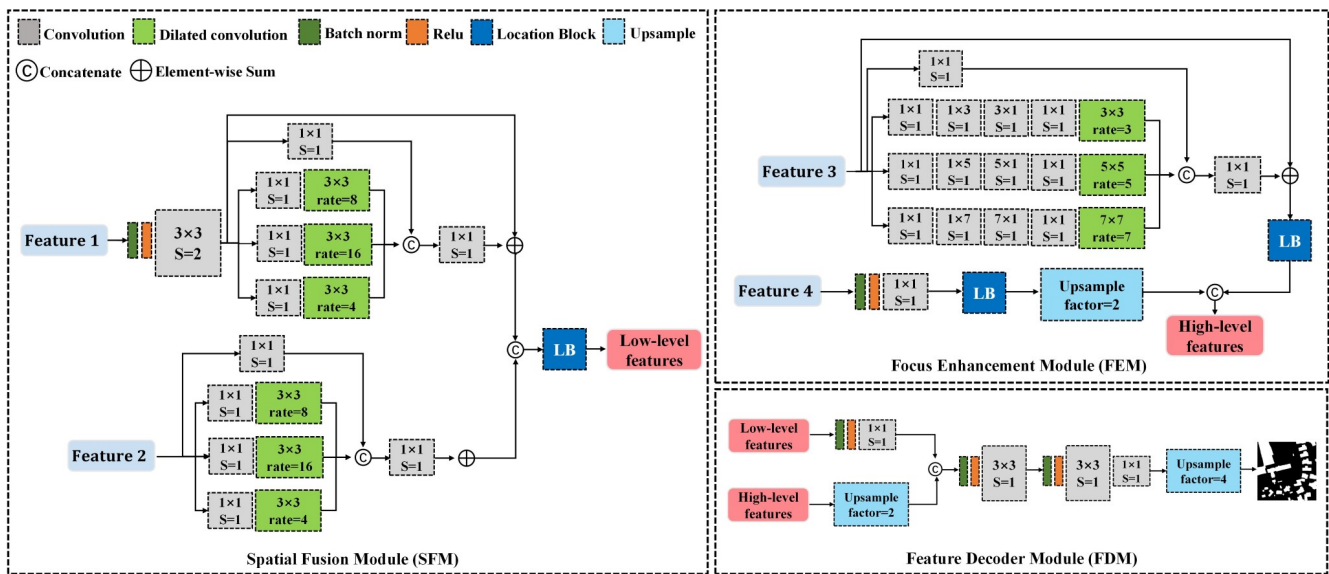 Convolution Dilated convolution Batch norm Relu Location Block Upsample
C Concatenate Element-wise Sum
Feature 1
3×3
S=2
1×1
S=1
1×1
S=1
3×3
rate=8
1×1
S=1
3×3
rate=16
1×1
S=1
3×3
rate=4
C
1×1
S=1
Feature 2
1×1
S=1
1×1
S=1
3×3
rate=8
1×1
S=1
3×3
rate=16
1×1
S=1
3×3
rate=4
C
1×1
S=1
C
LB
Low-level
features
Spatial Fusion Module (SFM)
Feature 3
1×1
S=1
1×1 1×3 3×1 1×1 3×3
S=1 S=1 S=1 S=1 rate=3
1×1 1×5 5×1 1×1 5×5
S=1 S=1 S=1 S=1 rate=5
1×1 1×7 7×1 1×1 7×7
S=1 S=1 S=1 S=1 rate=7
C
1×1
S=1
LB
Feature 4
1×1
S=1
LB
Upsample
factor=2
C
High-level
features
Focus Enhancement Module (FEM)
Low-level
features
1×1
S=1
High-level
features
Upsample
factor=2
C
3×3
S=1
3×3
S=1
1×1
S=1
Upsample
factor=4
Feature Decoder Module (FDM)